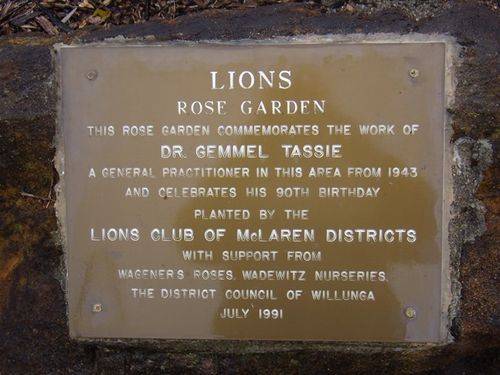 LIONS
ROSE GARDEN
THIS ROSE GARDEN COMMEMORATES THE WORK OF
DR. GEMMEL TASSIE
A GENERAL PRACTITIONER IN THIS AREA FROM 1943
AND CELEBRATES HIS 90TH BIRTHDAY
PLANTED BY THE
LIONS CLUB OF McLAREN DISTRICTS
WITH SUPPORT FROM
WAGENER'S ROSES. WADEWITZ NURSERIES.
THE DISTRICT COUNCIL OF WILLUNGA
JULY 1991